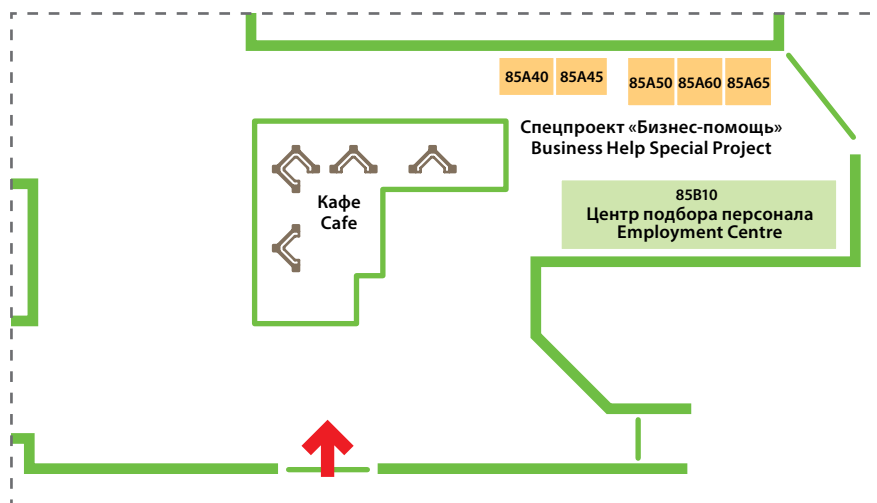 85A40 85A45 85A50 85A60 85A65
Спецпроект «Бизнес-помощь»
Business Help Special Project
85B10
Центр подбора персонала
Employment Centre
Кафе
Cafe